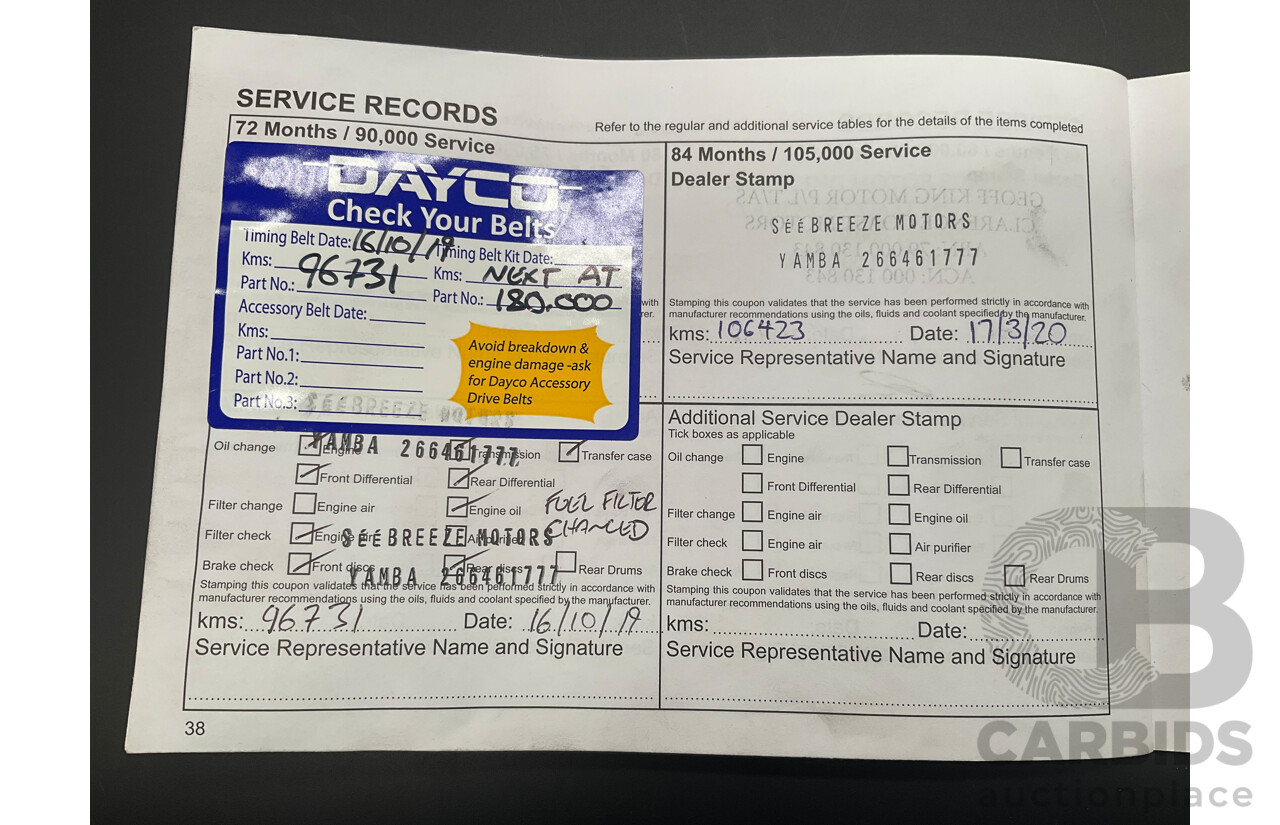 SERVICE RECORDS
Refer to the regular and additional service tables for the details of the items completed
72 Months / 90,000 Service
DAYCO
Check Your Belts
Timing Belt Date: 16/10/19 Timing Belt Kit Date:
Kms: 96731 Kms: NEXT AT
Part No.: Part No.: 180.000
Accessory Belt Date:
Kms:
Part No.1:
Part No.2:
Part No.3:
Avoid breakdown &
engine damage -ask
for Dayco Accessory
Drive Belts
SÉÉBREEZE MOTORS
YAMBA 266461777
Oil change Engine Transmission Transfer case
Front Differential Rear Differential
Filter change Engine air Engine oil
FUEL FILTER
CHANGED
Filter check Engine air Air purifier
SÉÉBREEZE MOTORS
Brake check Front discs Rear discs Rear Drums
YAMBA 266461777
Stamping this coupon validates that the service has been performed strictly in accordance with
manufacturer recommendations using the oils, fluids and coolant specified by the manufacturer.
kms: 96731 Date: 16/10/19
Service Representative Name and Signature
84 Months / 105,000 Service
Dealer Stamp
SÉÉBREEZE MOTORS
YAMBA 266461777
Stamping this coupon validates that the service has been performed strictly in accordance with
manufacturer recommendations using the oils, fluids and coolant specified by the manufacturer.
kms: 106423 Date: 17/3/20
Service Representative Name and Signature
Additional Service Dealer Stamp
Tick boxes as applicable
Oil change Engine Transmission Transfer case
Front Differential Rear Differential
Filter change Engine air Engine oil
Filter check Engine air Air purifier
Brake check Front discs Rear discs Rear Drums
Stamping this coupon validates that the service has been performed strictly in accordance with
manufacturer recommendations using the oils, fluids and coolant specified by the manufacturer.
kms: Date:
Service Representative Name and Signature
38
CARBIDS
auctionplace